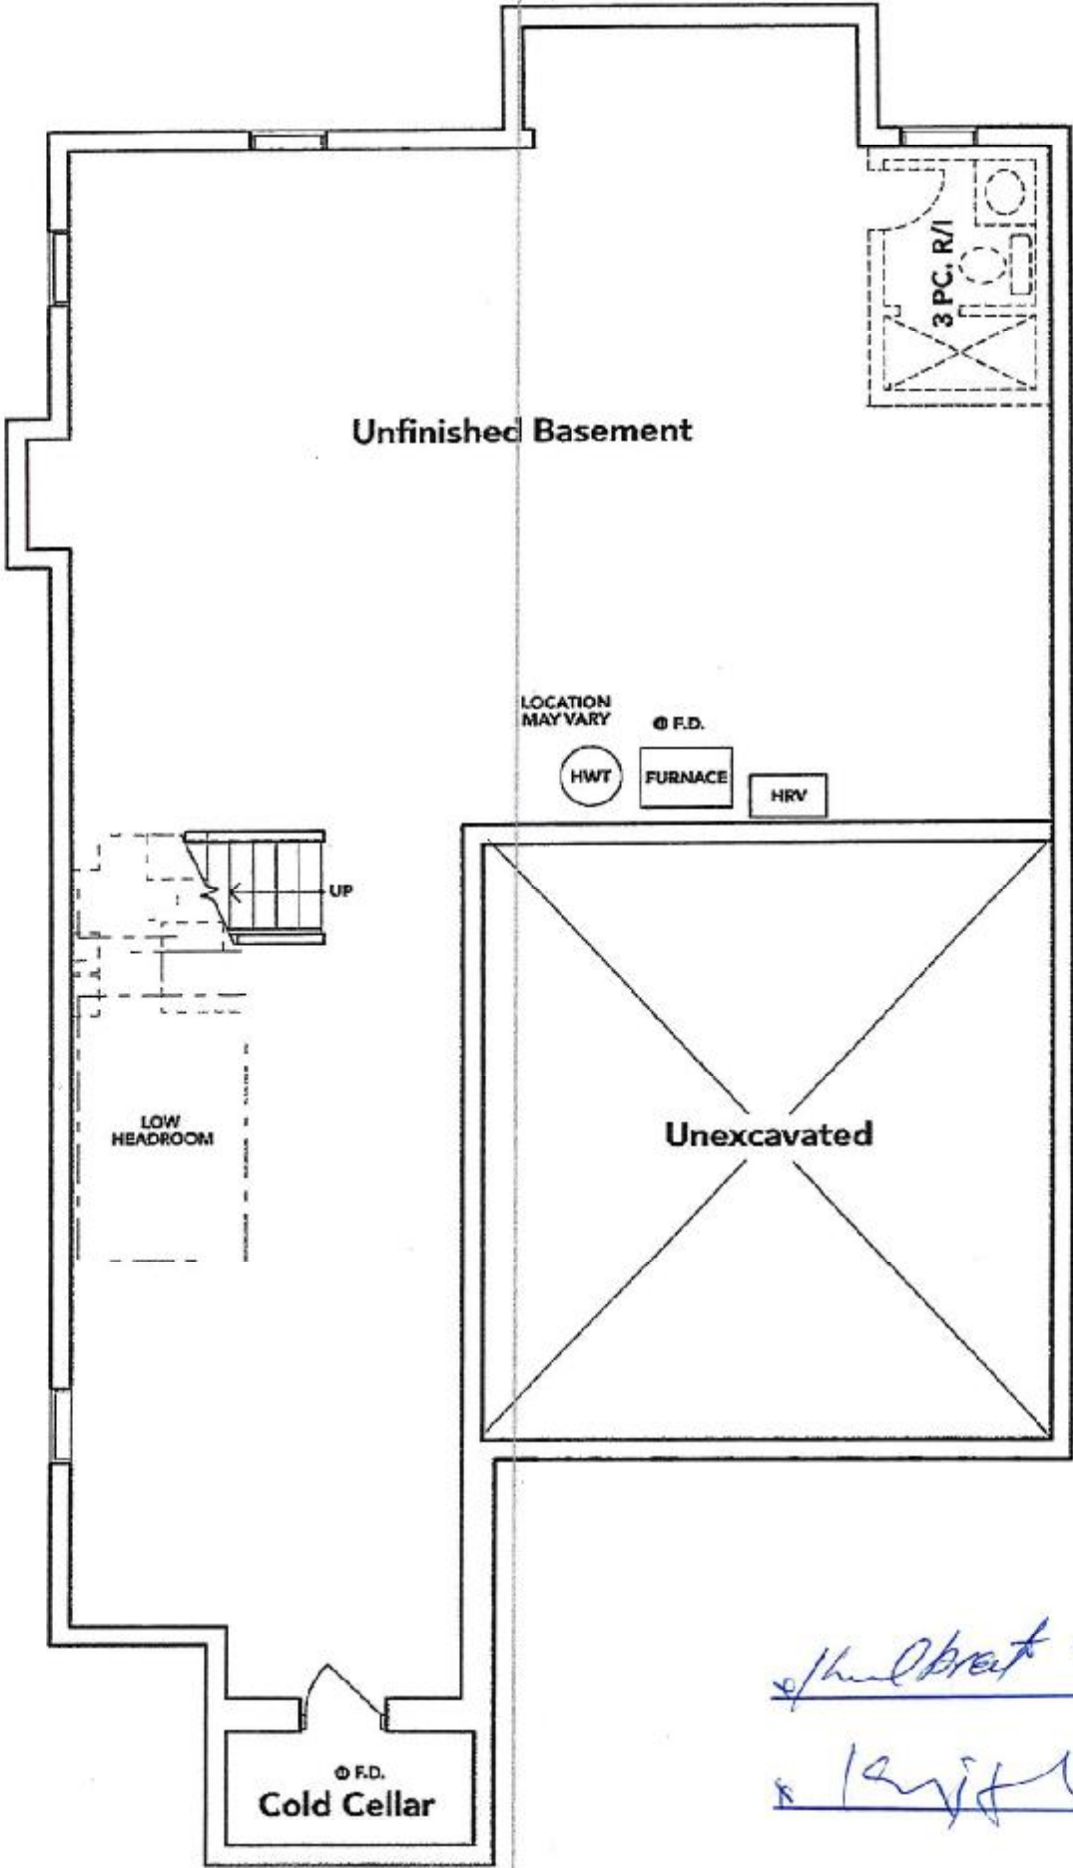 3 PC. R/I
Unfinished Basement
LOCATION
MAY VARY
F.D.
HWT
FURNACE
HRV
UP
LOW
HEADROOM
Unexcavated
F.D.
Cold Cellar